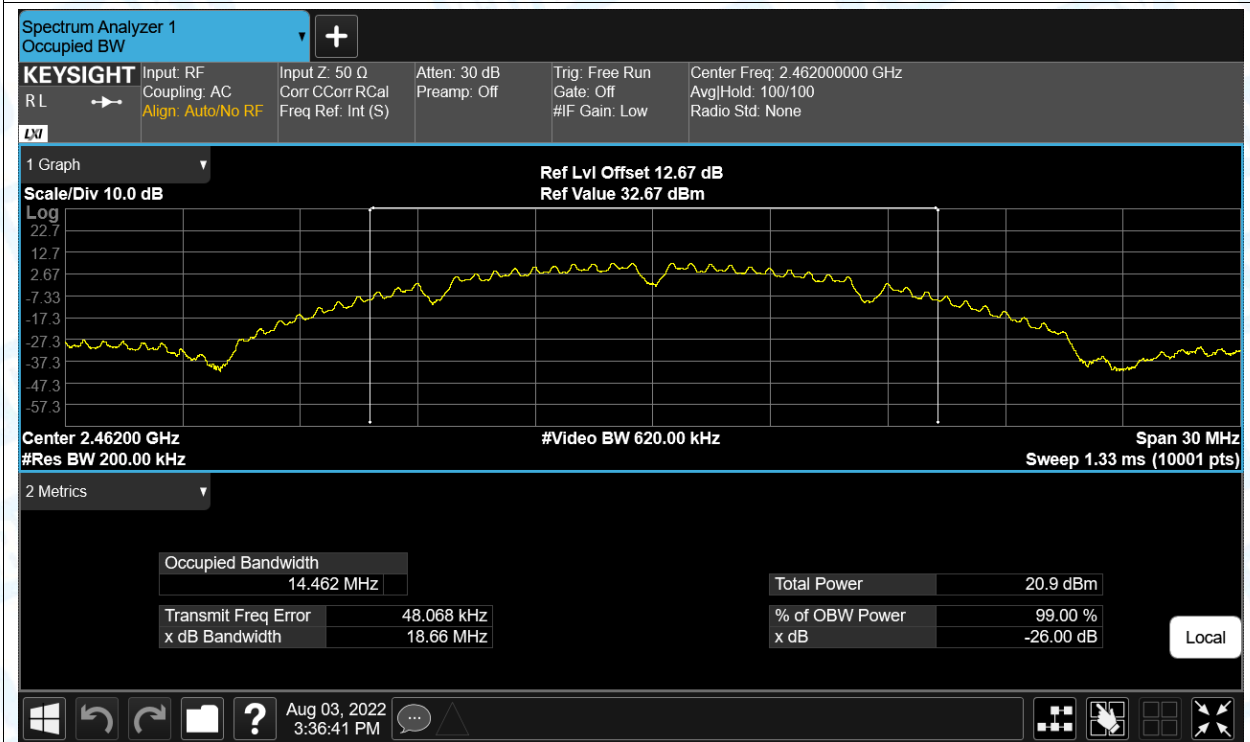 Spectrum Analyzer 1
Occupied BW
KEYSIGHT Input: RF Input Z: 50 Ω Atten: 30 dB Trig: Free Run Center Freq: 2.462000000 GHz
R L Coupling: AC Corr CCorr RCal Preamp: Off Gate: Off Avg|Hold: 100/100
Align: Auto/No RF Freq Ref: Int (S) #IF Gain: Low Radio Std: None
LXI
1 Graph
Ref Lvl Offset 12.67 dB
Scale/Div 10.0 dB Ref Value 32.67 dBm
Log
22.7
12.7
2.67
-7.33
-17.3
-27.3
-37.3
-47.3
-57.3
Center 2.46200 GHz #Video BW 620.00 kHz Span 30 MHz
#Res BW 200.00 kHz Sweep 1.33 ms (10001 pts)
2 Metrics
Occupied Bandwidth
14.462 MHz Total Power 20.9 dBm
Transmit Freq Error 48.068 kHz % of OBW Power 99.00 %
x dB Bandwidth 18.66 MHz x dB -26.00 dB
Local
? Aug 03, 2022
3:36:41 PM